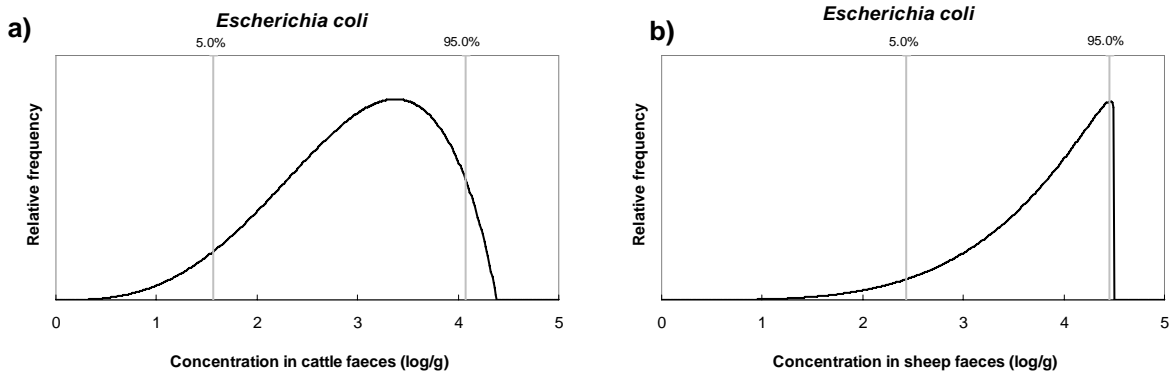 a)
Escherichia coli
5.0%
95.0%
Relative frequency
0 1 2 3 4 5
Concentration in cattle faeces (log/g)
b)
Escherichia coli
5.0%
95.0%
Relative frequency
0 1 2 3 4 5
Concentration in sheep faeces (log/g)